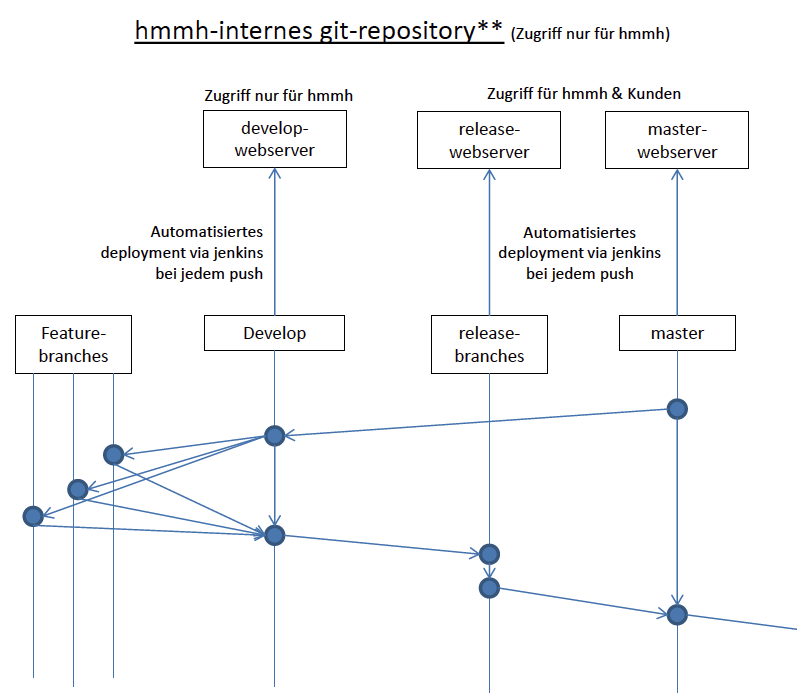 hmmh-internes git-repository** (Zugriff nur für hmmh)
Zugriff nur für hmmh
Zugriff für hmmh & Kunden
develop-
webserver
release-
webserver
master-
webserver
Automatisiertes
deployment via jenkins
bei jedem push
Automatisiertes
deployment via jenkins
bei jedem push
Feature-
branches
Develop
release-
branches
master